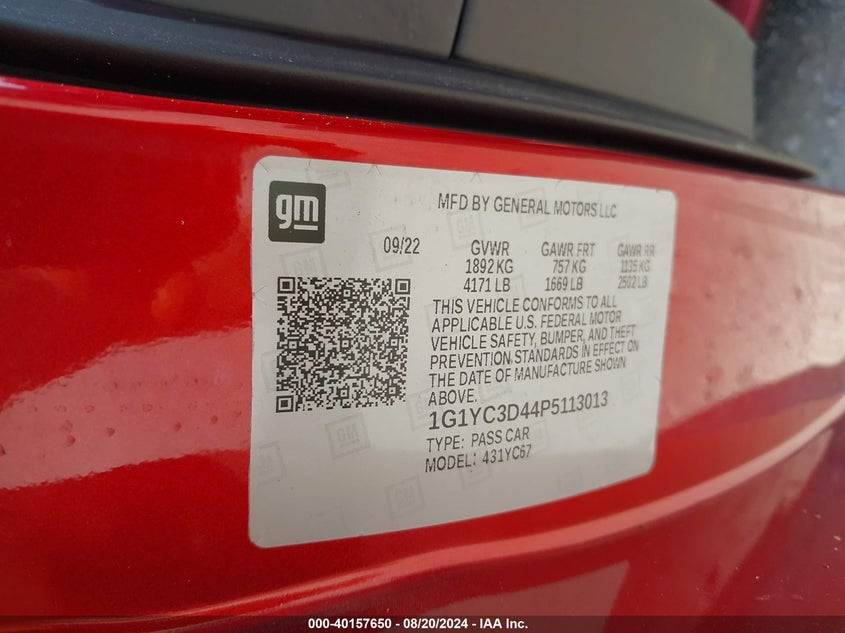 gm
MFD BY GENERAL MOTORS LLC
09/22 GVWR GAWR FRT GAWR RR
1892 KG 757 KG 1135 KG
4171 LB 1669 LB 2502 LB
THIS VEHICLE CONFORMS TO ALL
APPLICABLE U.S. FEDERAL MOTOR
VEHICLE SAFETY, BUMPER, AND THEFT
PREVENTION STANDARDS IN EFFECT ON
THE DATE OF MANUFACTURE SHOWN
ABOVE.
1G1YC3D44P5113013
TYPE: PASS CAR
MODEL: 431YC67
000-40157650 - 08/20/2024 - IAA Inc.